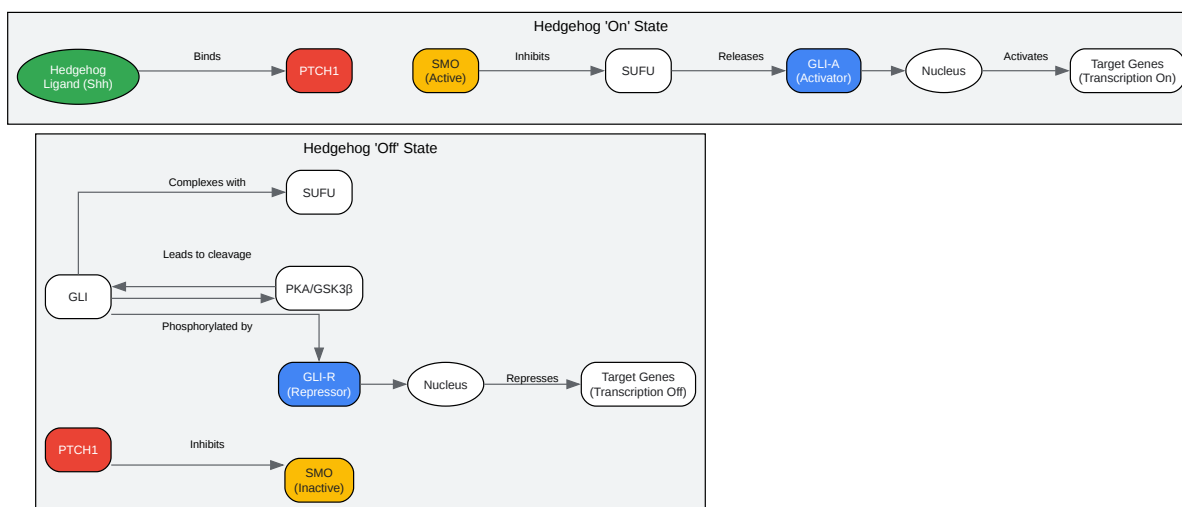 Hedgehog 'On' State
Hedgehog
Ligand (Shh)
Binds
PTCH1
SMO
(Active)
Inhibits
SUFU
Releases
GLI-A
(Activator)
Nucleus
Activates
Target Genes
(Transcription On)
Hedgehog 'Off' State
Complexes with
SUFU
Leads to cleavage
GLI
PKA/GSK3β
Phosphorylated by
GLI-R
(Repressor)
Nucleus
Represses
Target Genes
(Transcription Off)
PTCH1
Inhibits
SMO
(Inactive)